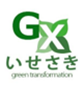 GX
いせさき
green transformation